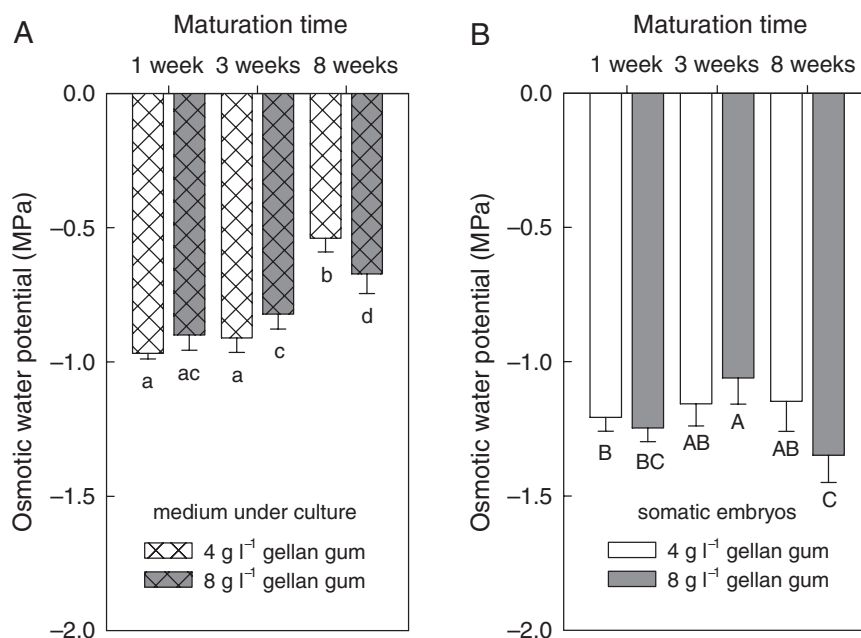 A
Maturation time
1 week 3 weeks 8 weeks
0.0
−0.5
−1.0
−1.5
−2.0
Osmotic water potential (MPa)
a ac a c b d
medium under culture
4 g l⁻¹ gellan gum
8 g l⁻¹ gellan gum
B
Maturation time
1 week 3 weeks 8 weeks
0.0
−0.5
−1.0
−1.5
−2.0
Osmotic water potential (MPa)
B BC AB A AB C
somatic embryos
4 g l⁻¹ gellan gum
8 g l⁻¹ gellan gum